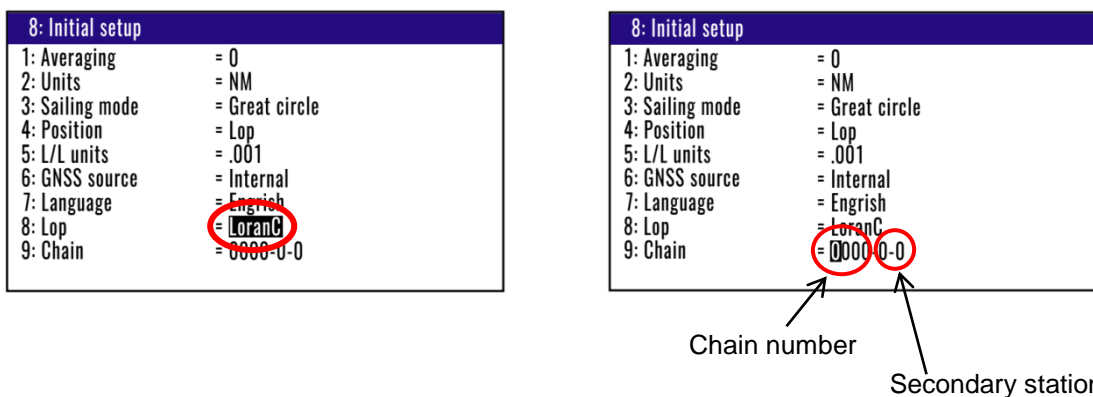 8: Initial setup
1: Averaging = 0
2: Units = NM
3: Sailing mode = Great circle
4: Position = Lop
5: L/L units = .001
6: GNSS source = Internal
7: Language = Engrish
8: Lop = LoranC
9: Chain = 0000-0-0
8: Initial setup
1: Averaging = 0
2: Units = NM
3: Sailing mode = Great circle
4: Position = Lop
5: L/L units = .001
6: GNSS source = Internal
7: Language = Engrish
8: Lop = LoranC
9: Chain = 0000-0-0
Chain number
Secondary station